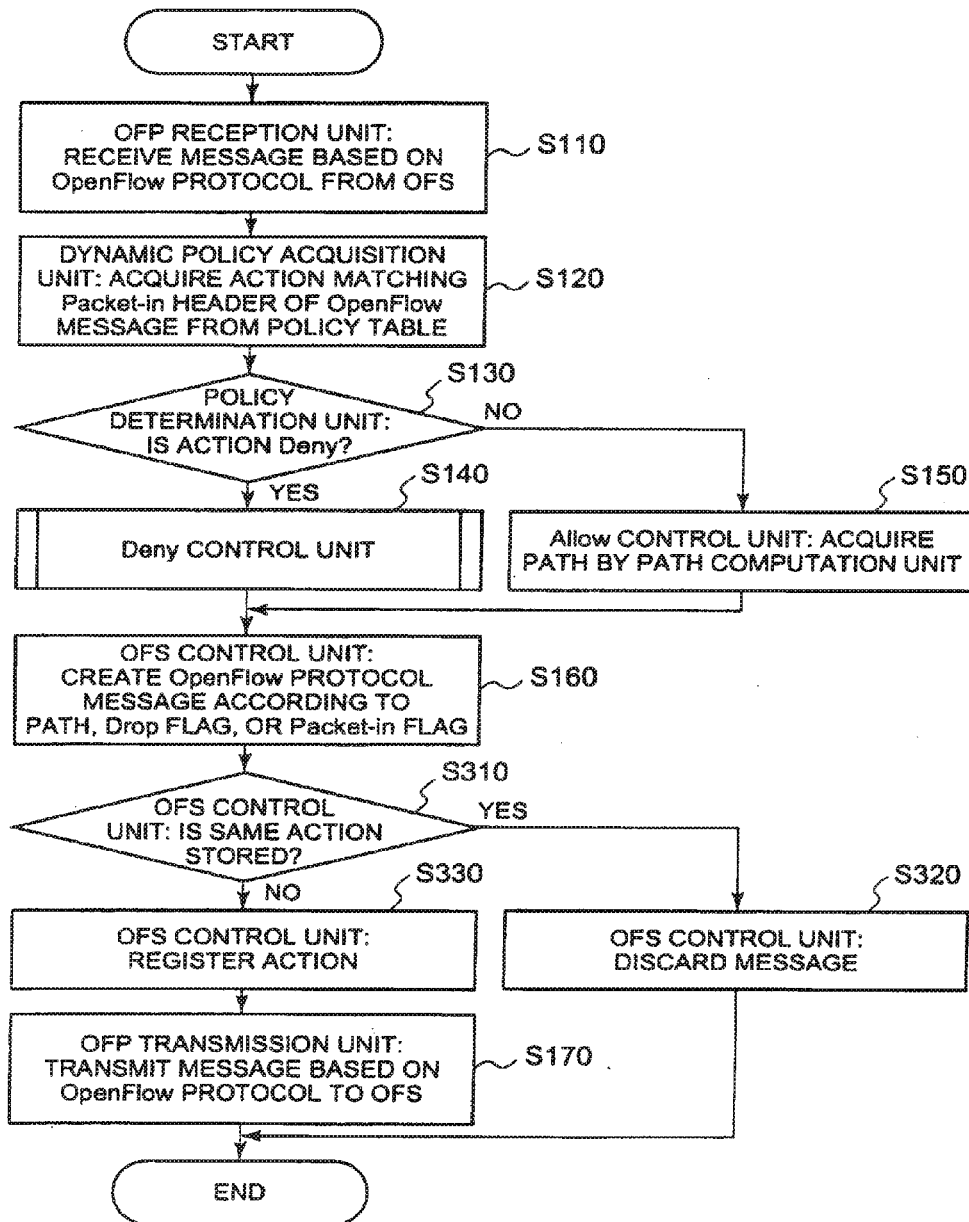 START
OFP RECEPTION UNIT:
RECEIVE MESSAGE BASED ON
OpenFlow PROTOCOL FROM OFS
S110
DYNAMIC POLICY ACQUISITION
UNIT: ACQUIRE ACTION MATCHING
Packet-in HEADER OF OpenFlow
MESSAGE FROM POLICY TABLE
S120
S130
POLICY
DETERMINATION UNIT:
IS ACTION Deny?
NO
YES
S140
Deny CONTROL UNIT
S150
Allow CONTROL UNIT: ACQUIRE
PATH BY PATH COMPUTATION UNIT
OFS CONTROL UNIT:
CREATE OpenFlow PROTOCOL
MESSAGE ACCORDING TO
PATH, Drop FLAG, OR Packet-in FLAG
S160
S310
OFS CONTROL
UNIT: IS SAME ACTION
STORED?
YES
NO
S330
OFS CONTROL UNIT:
REGISTER ACTION
S320
OFS CONTROL UNIT:
DISCARD MESSAGE
OFP TRANSMISSION UNIT:
TRANSMIT MESSAGE BASED ON
OpenFlow PROTOCOL TO OFS
S170
END